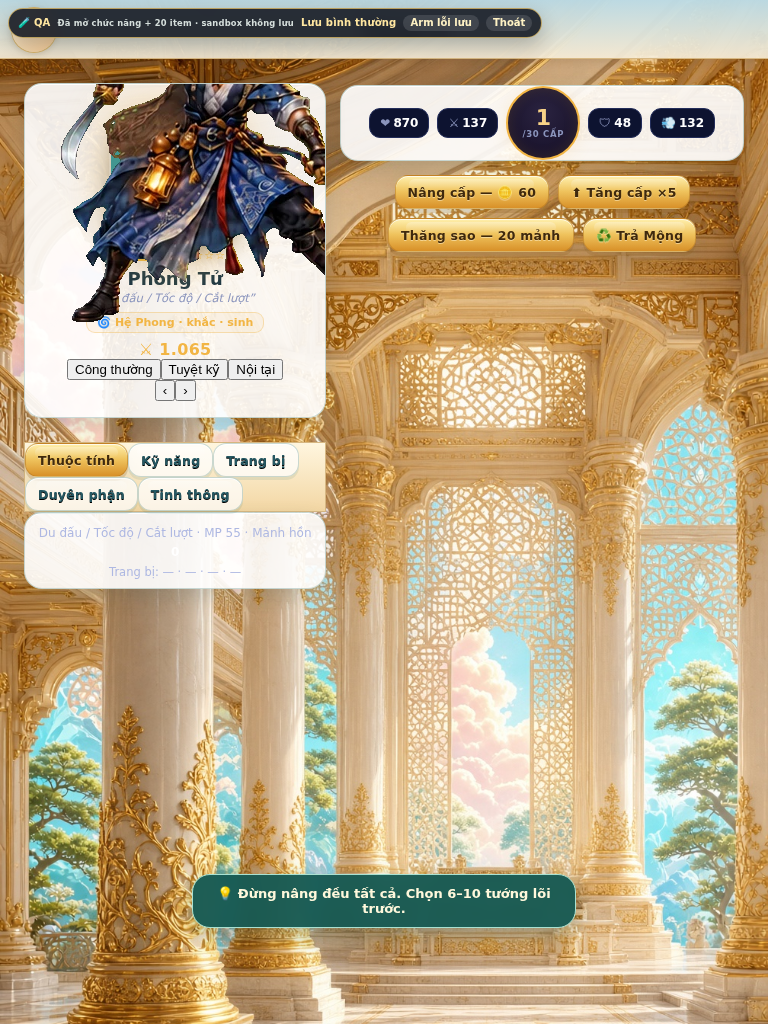 🧪 QA Đã mở chức năng + 20 item · sandbox không lưu Lưu bình thường Arm lỗi lưu Thoát
❤ 870 ⚔ 137 1 🛡 48 💨 132
/30 CẤP
Nâng cấp — 🪙 60 ⬆ Tăng cấp ×5
Thăng sao — 20 mảnh ♻ Trả Mộng
Phong Tử
đấu / Tốc độ / Cắt lượt”
🌀 Hệ Phong · khắc · sinh
⚔ 1.065
Công thường Tuyệt kỹ Nội tại
‹ ›
Thuộc tính Kỹ năng Trang bị
Duyên phận Tinh thông
Du đấu / Tốc độ / Cắt lượt · MP 55 · Mảnh hồn
0
Trang bị: — · — · — · —
💡 Đừng nâng đều tất cả. Chọn 6–10 tướng lõi
trước.